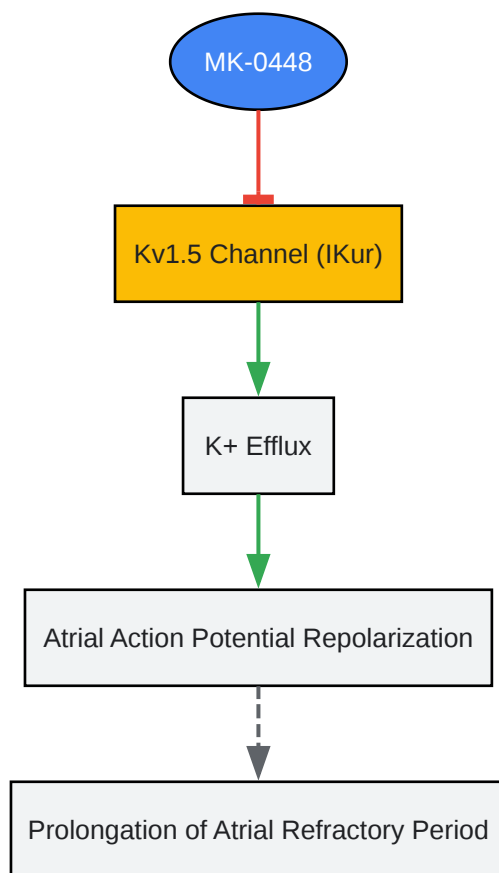 MK-0448
Kv1.5 Channel (IKur)
K+ Efflux
Atrial Action Potential Repolarization
Prolongation of Atrial Refractory Period